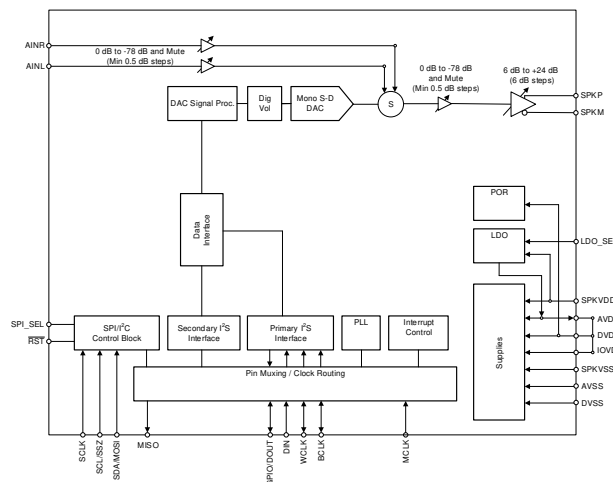 AINR
AINL
0 dB to -78 dB and Mute
(Min 0.5 dB steps)
0 dB to -78 dB
and Mute
(Min 0.5 dB steps)
6 dB to +24 dB
(6 dB steps)
SPKP
SPKM
DAC Signal Proc.
Dig
Vol
Mono S-D
DAC
S
Data
Interface
POR
LDO
LDO_SE
SPI_SEL
RST
SPI/I²C
Control Block
Secondary I²S
Interface
Primary I²S
Interface
PLL
Interrupt
Control
Pin Muxing / Clock Routing
Supplies
SPKVDD
AVD
DVD
IOVD
SPKVSS
AVSS
DVSS
SCLK
SCL/SSZ
SDA/MOSI
MISO
GPIO/DOUT
DIN
WCLK
BCLK
MCLK